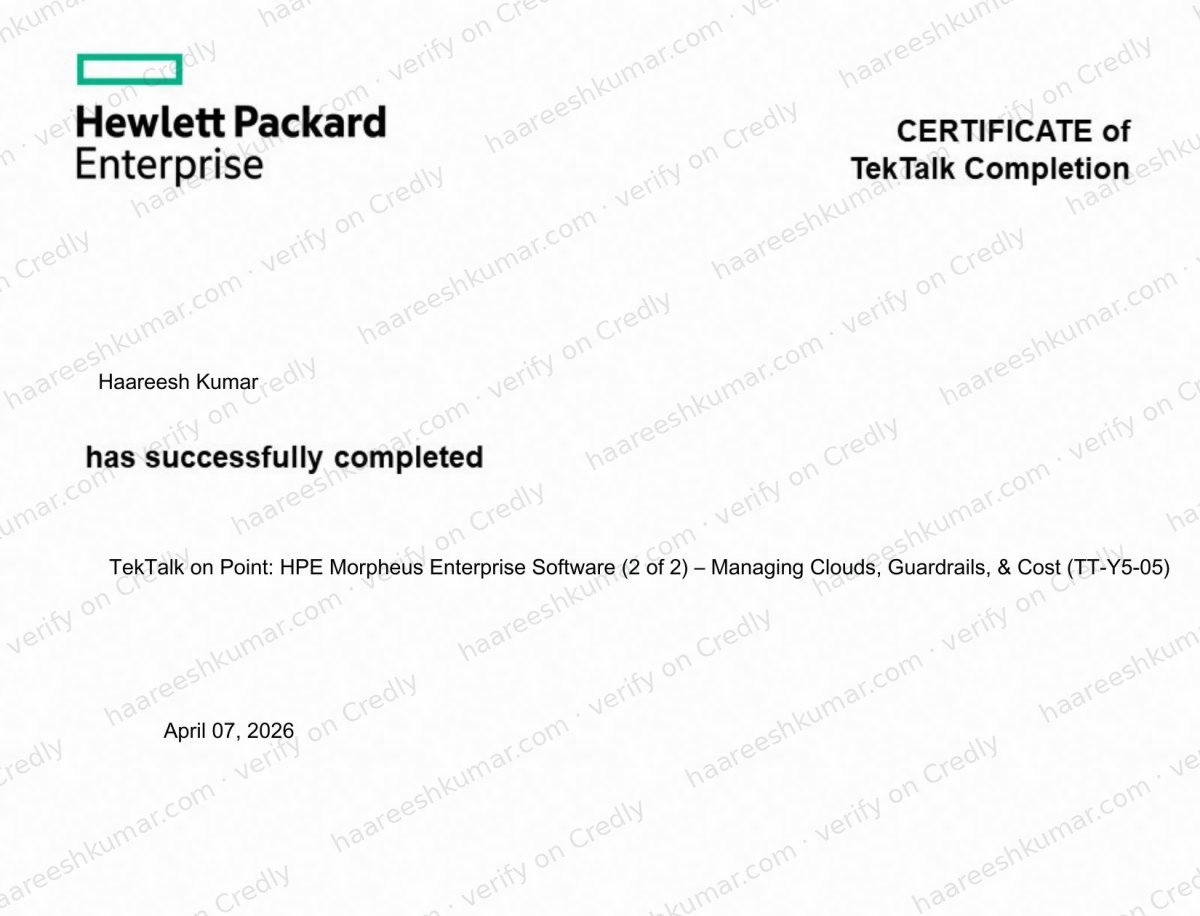 Hewlett Packard
Enterprise
CERTIFICATE of
TekTalk Completion
Haareesh Kumar
has successfully completed
TekTalk on Point: HPE Morpheus Enterprise Software (2 of 2) – Managing Clouds, Guardrails, & Cost (TT-Y5-05)
April 07, 2026
haareeshkumar.com · verify on Credly